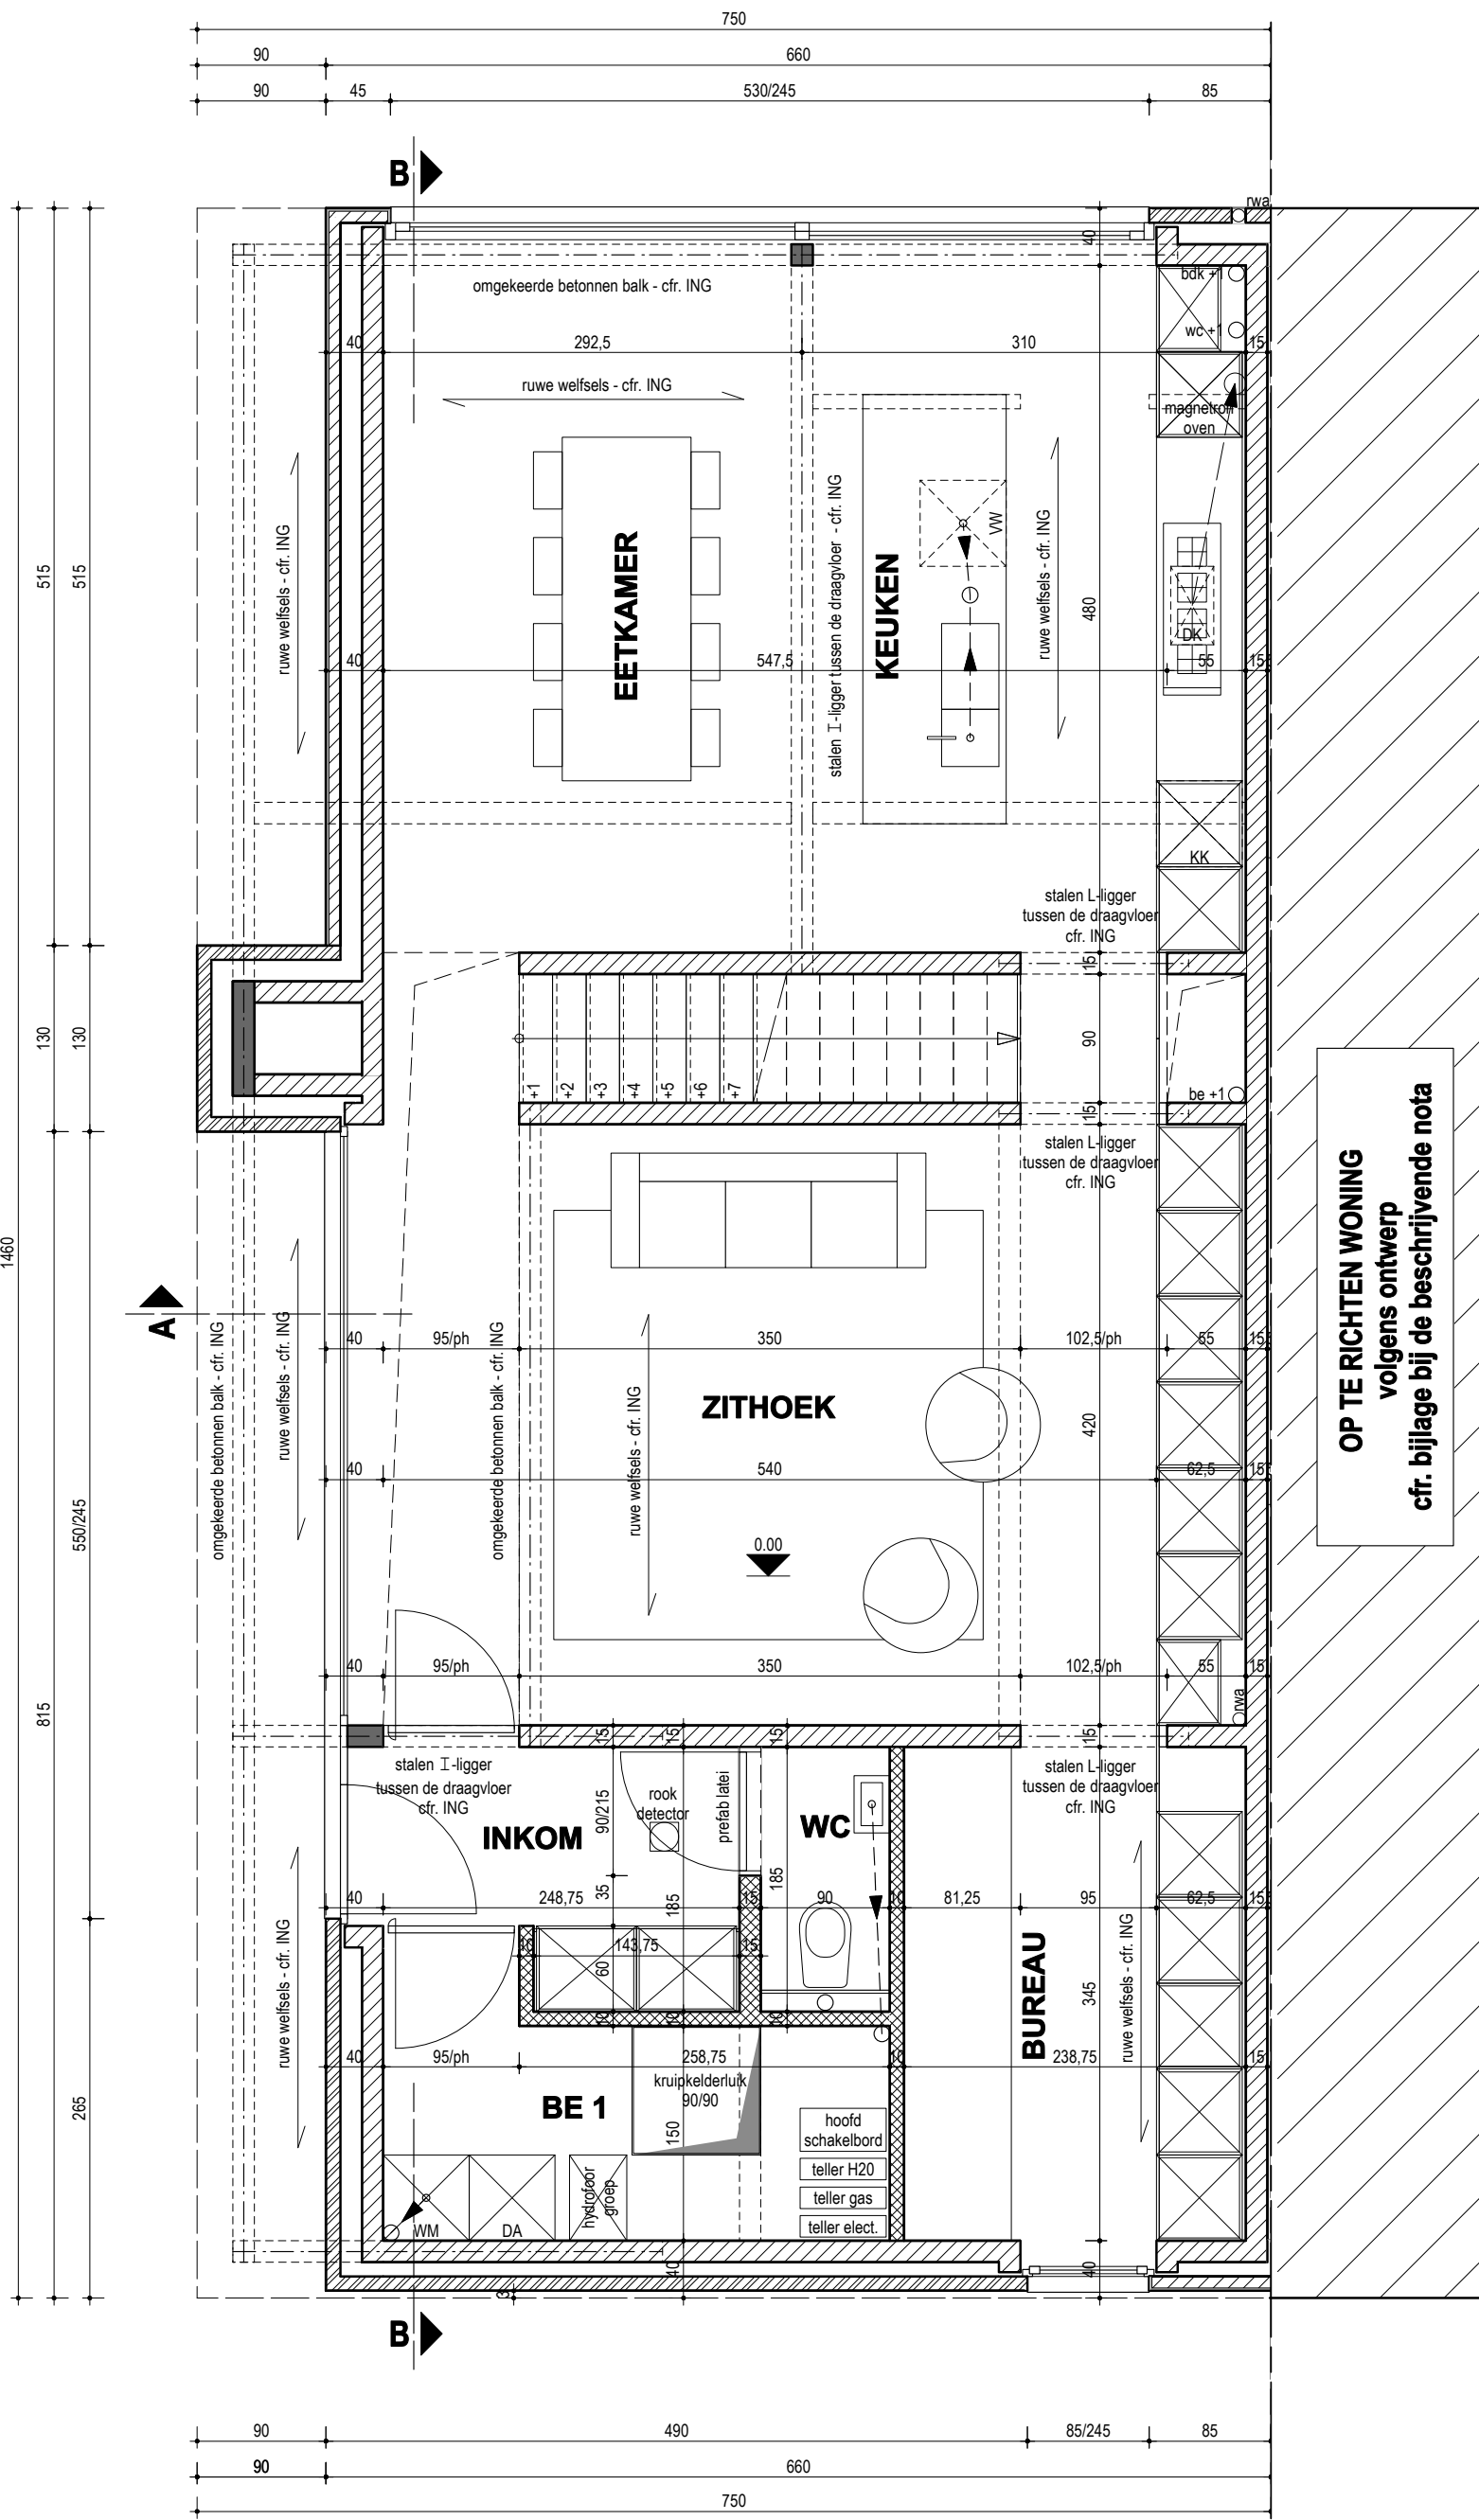 750
90
660
90
45
530/245
85
B
rwa
40
bdk +1
omgekeerde betonnen balk - cfr. ING
wc +1
40
292,5
310
15
ruwe welfsels - cfr. ING
magnetron
oven
ruwe welfsels - cfr. ING
EETKAMER
stalen I-ligger tussen de draagvloer - cfr. ING
KEUKEN
VW
ruwe welfsels - cfr. ING
480
DK
515
515
40
547,5
55
15
KK
stalen L-ligger
tussen de draagvloer
cfr. ING
15
130
130
90
+1
+2
+3
+4
+5
+6
+7
be +1
15
stalen L-ligger
tussen de draagvloer
cfr. ING
OP TE RICHTEN WONING
volgens ontwerp
cfr. bijlage bij de beschrijvende nota
1460
A
omgekeerde betonnen balk - cfr. ING
ruwe welfsels - cfr. ING
40
95/ph
350
102,5/ph
55
15
omgekeerde betonnen balk - cfr. ING
ruwe welfsels - cfr. ING
ZITHOEK
420
40
540
62,5
15
550/245
0.00
40
95/ph
350
102,5/ph
55
15
815
rwa
15
15
15
15
stalen I-ligger
tussen de draagvloer
cfr. ING
stalen L-ligger
tussen de draagvloer
cfr. ING
90/215
rook
detector
prefab latei
INKOM
WC
40
248,75
35
185
15
185
90
10
81,25
95
62,5
15
ruwe welfsels - cfr. ING
10
143,75
15
60
BUREAU
345
ruwe welfsels - cfr. ING
10
10
10
40
95/ph
258,75
10
238,75
15
kruipkelderluik
90/90
BE 1
150
265
hoofd
schakelbord
teller H20
teller gas
teller elect.
WM
DA
hydrofoor
groep
40
40
3
B
90
490
85/245
85
90
660
750